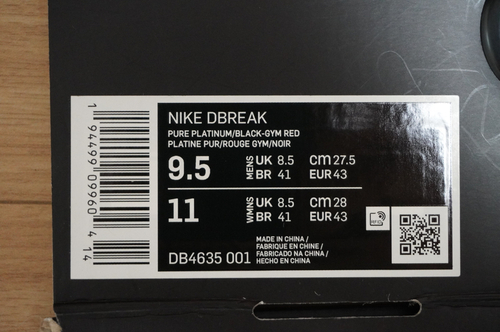 NIKE DBREAK
PURE PLATINUM/BLACK-GYM RED
PLATINE PUR/ROUGE GYM/NOIR
9.5 MENS UK 8.5 CM 27.5
BR 41 EUR 43
11 WMNS UK 8.5 CM 28
BR 41 EUR 43
MADE IN CHINA /
FABRIQUE EN CHINE /
FABRICADO NA CHINA /
HECHO EN CHINA
DB4635 001
1 94499 09960 4 14